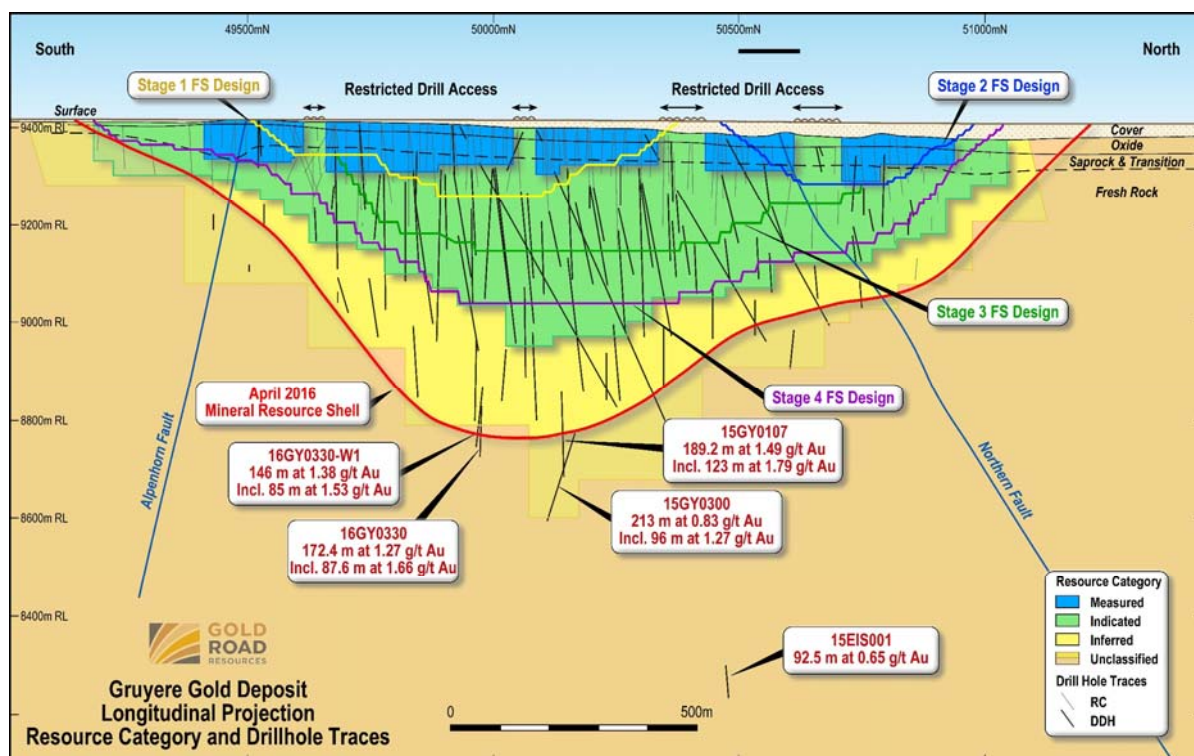 49500mN
50000mN
50500mN
51000mN
South
North
Stage 1 FS Design
Restricted Drill Access
Restricted Drill Access
Stage 2 FS Design
Surface
9400m RL
Cover
Oxide
Saprock & Transition
Fresh Rock
9200m RL
9000m RL
Stage 3 FS Design
April 2016
Mineral Resource Shell
Stage 4 FS Design
8800m RL
16GY0330-W1
146 m at 1.38 g/t Au
Incl. 85 m at 1.53 g/t Au
15GY0107
189.2 m at 1.49 g/t Au
Incl. 123 m at 1.79 g/t Au
Alpenhorn Fault
Northern Fault
15GY0300
213 m at 0.83 g/t Au
Incl. 96 m at 1.27 g/t Au
8600m RL
16GY0330
172.4 m at 1.27 g/t Au
Incl. 87.6 m at 1.66 g/t Au
8400m RL
15EIS001
92.5 m at 0.65 g/t Au
GOLD
ROAD
RESOURCES
Gruyere Gold Deposit
Longitudinal Projection
Resource Category and Drillhole Traces
0
500m
Resource Category
Measured
Indicated
Inferred
Unclassified
Drill Hole Traces
RC
DDH